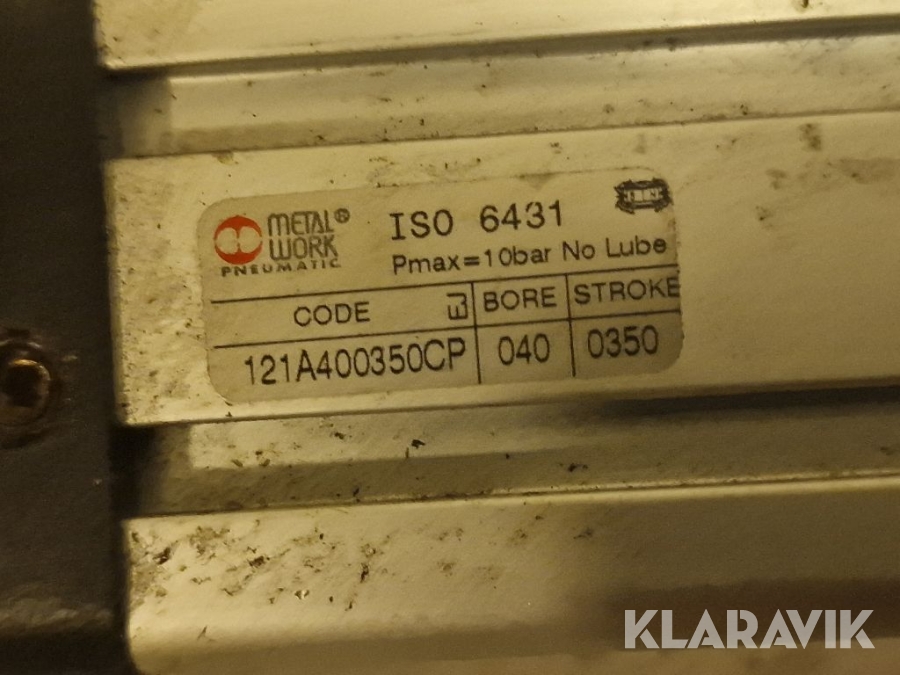 METAL® WORK
PNEUMATIC
ISO 6431
Pmax=10bar No Lube
CODE BORE STROKE
121A400350CP 040 0350
KLARAVIK